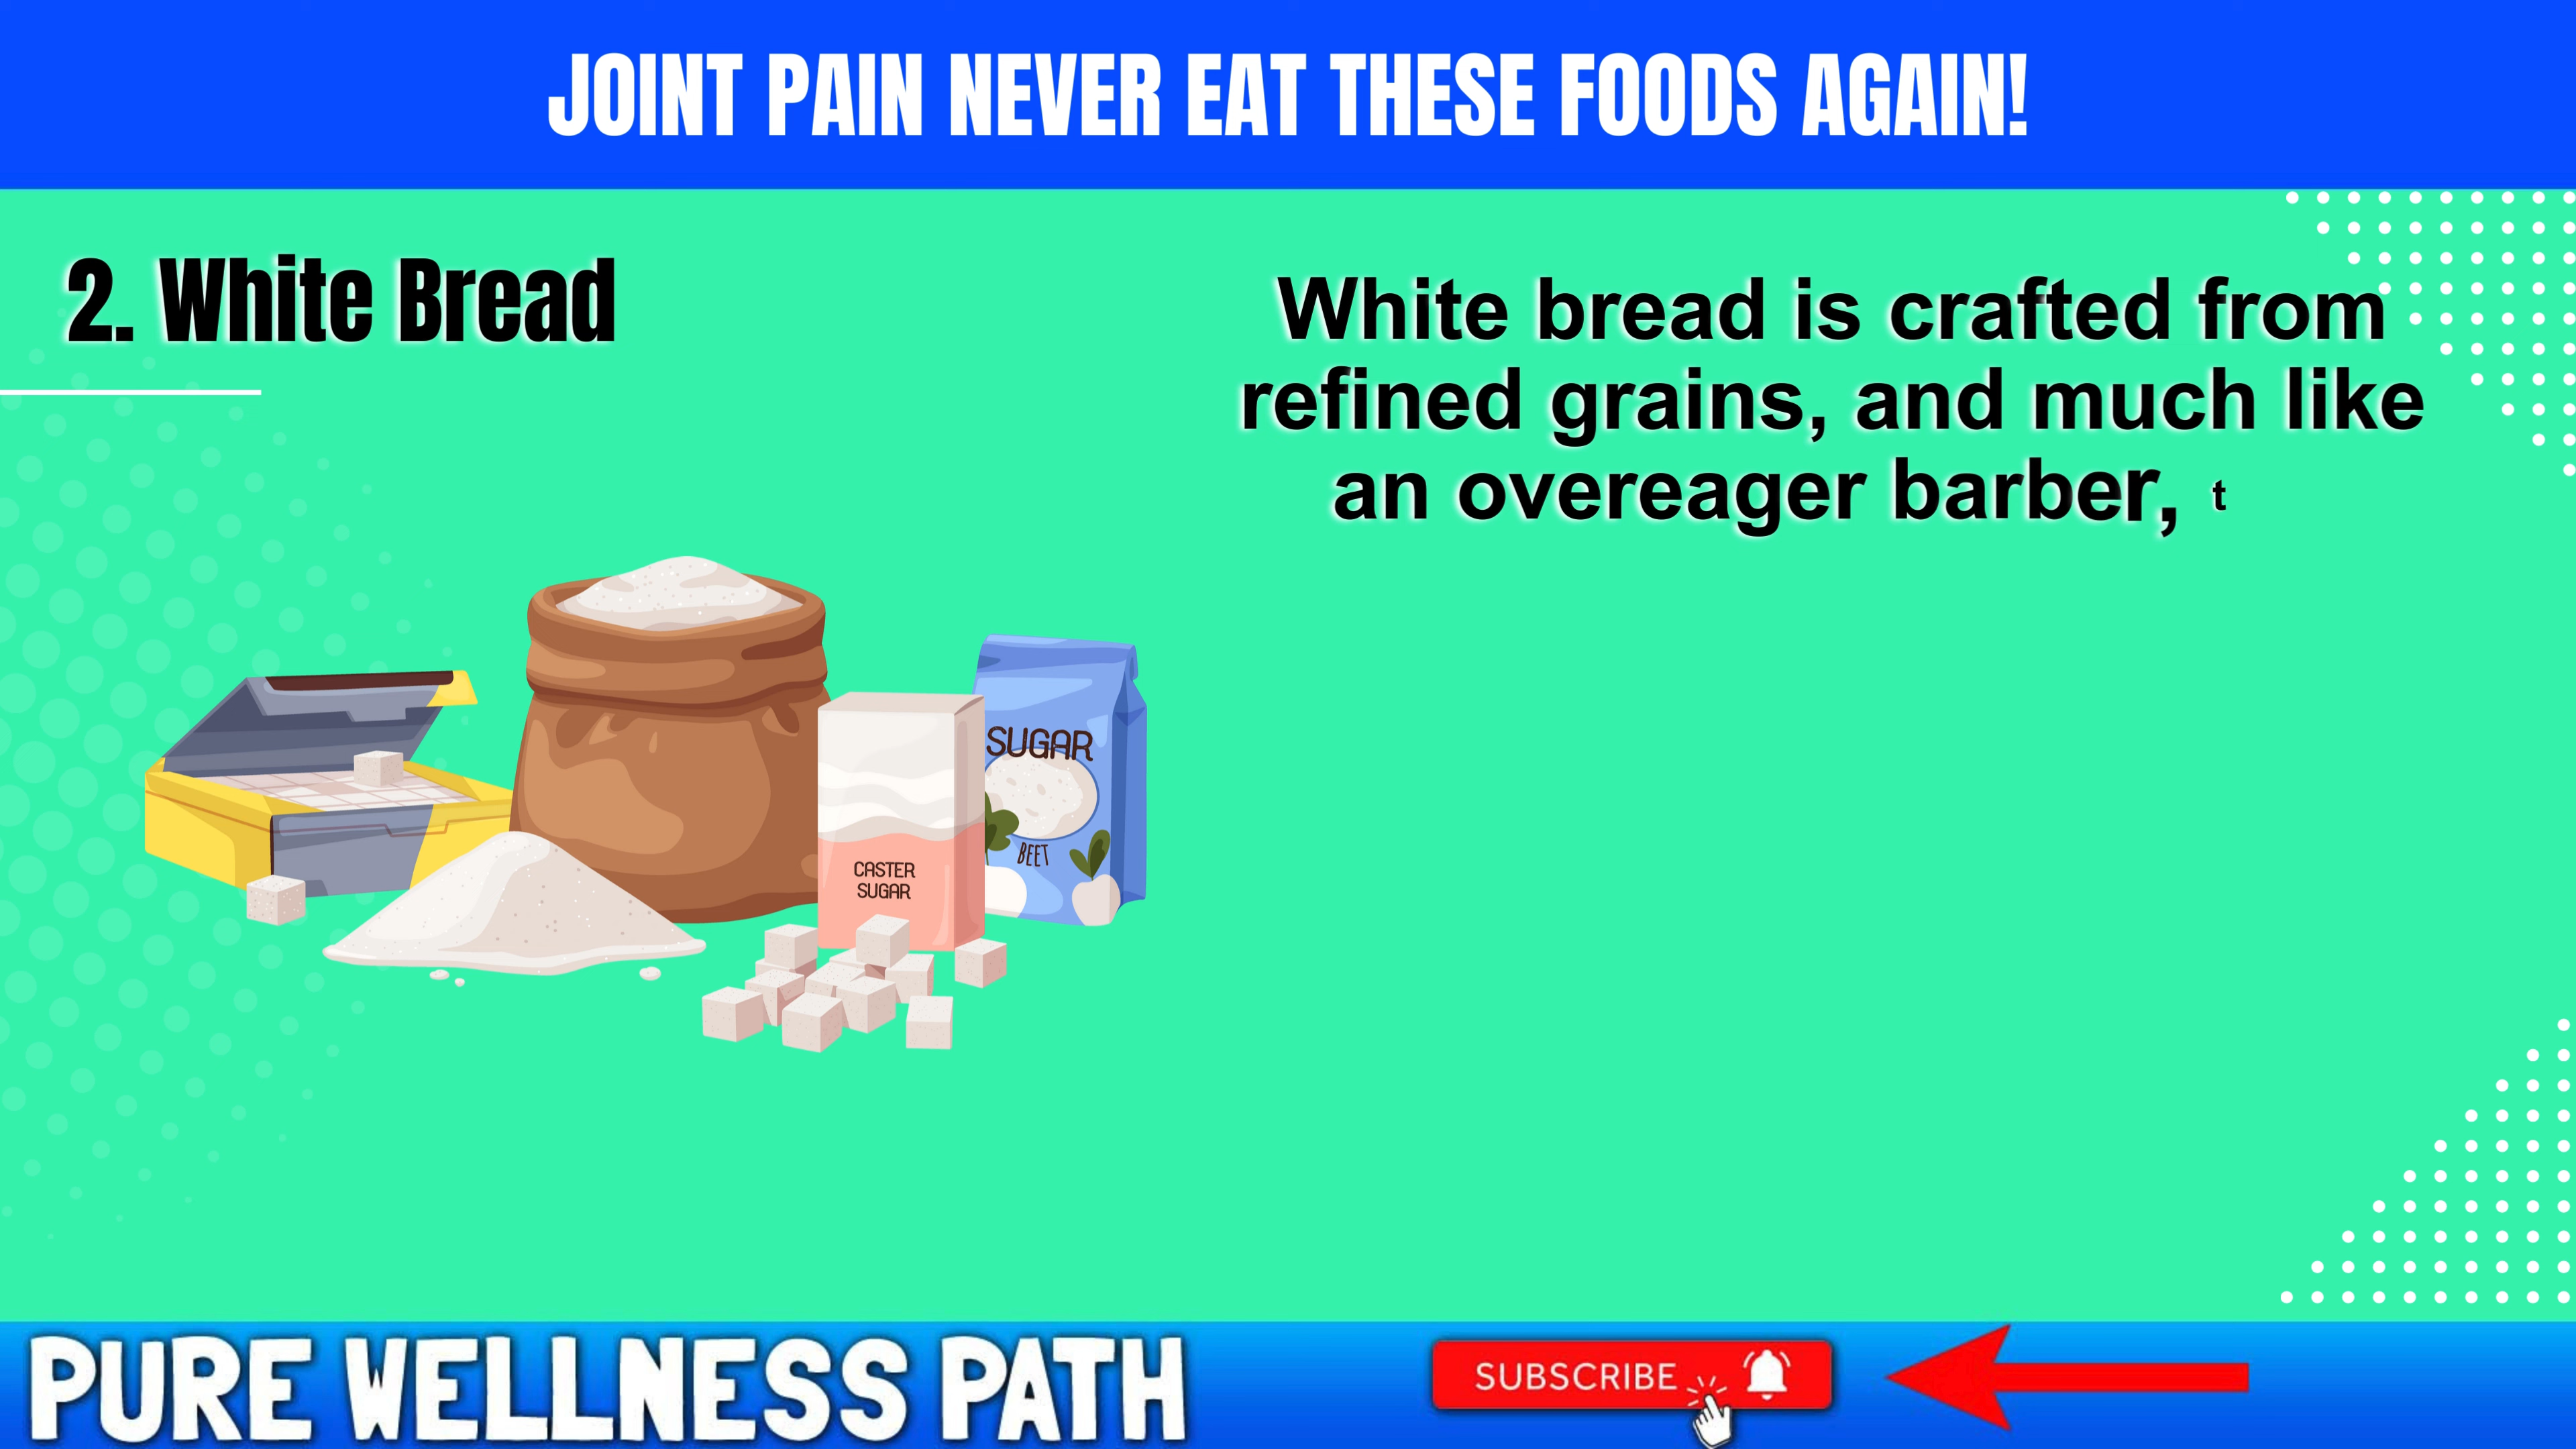 JOINT PAIN NEVER EAT THESE FOODS AGAIN!
2. White Bread
White bread is crafted from
refined grains, and much like
an overeager barber, t
SUGAR
BEET
CASTER
SUGAR
PURE WELLNESS PATH
SUBSCRIBE